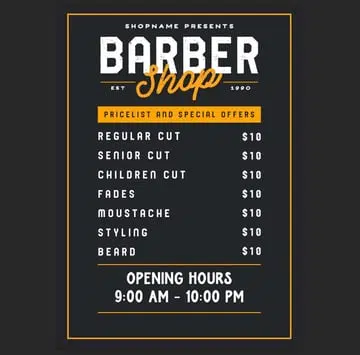 SHOPNAME PRESENTS
BARBER
Shop
EST 1990
PRICELIST AND SPECIAL OFFERS
REGULAR CUT $10
SENIOR CUT $10
CHILDREN CUT $10
FADES $10
MOUSTACHE $10
STYLING $10
BEARD $10
OPENING HOURS
9:00 AM - 10:00 PM